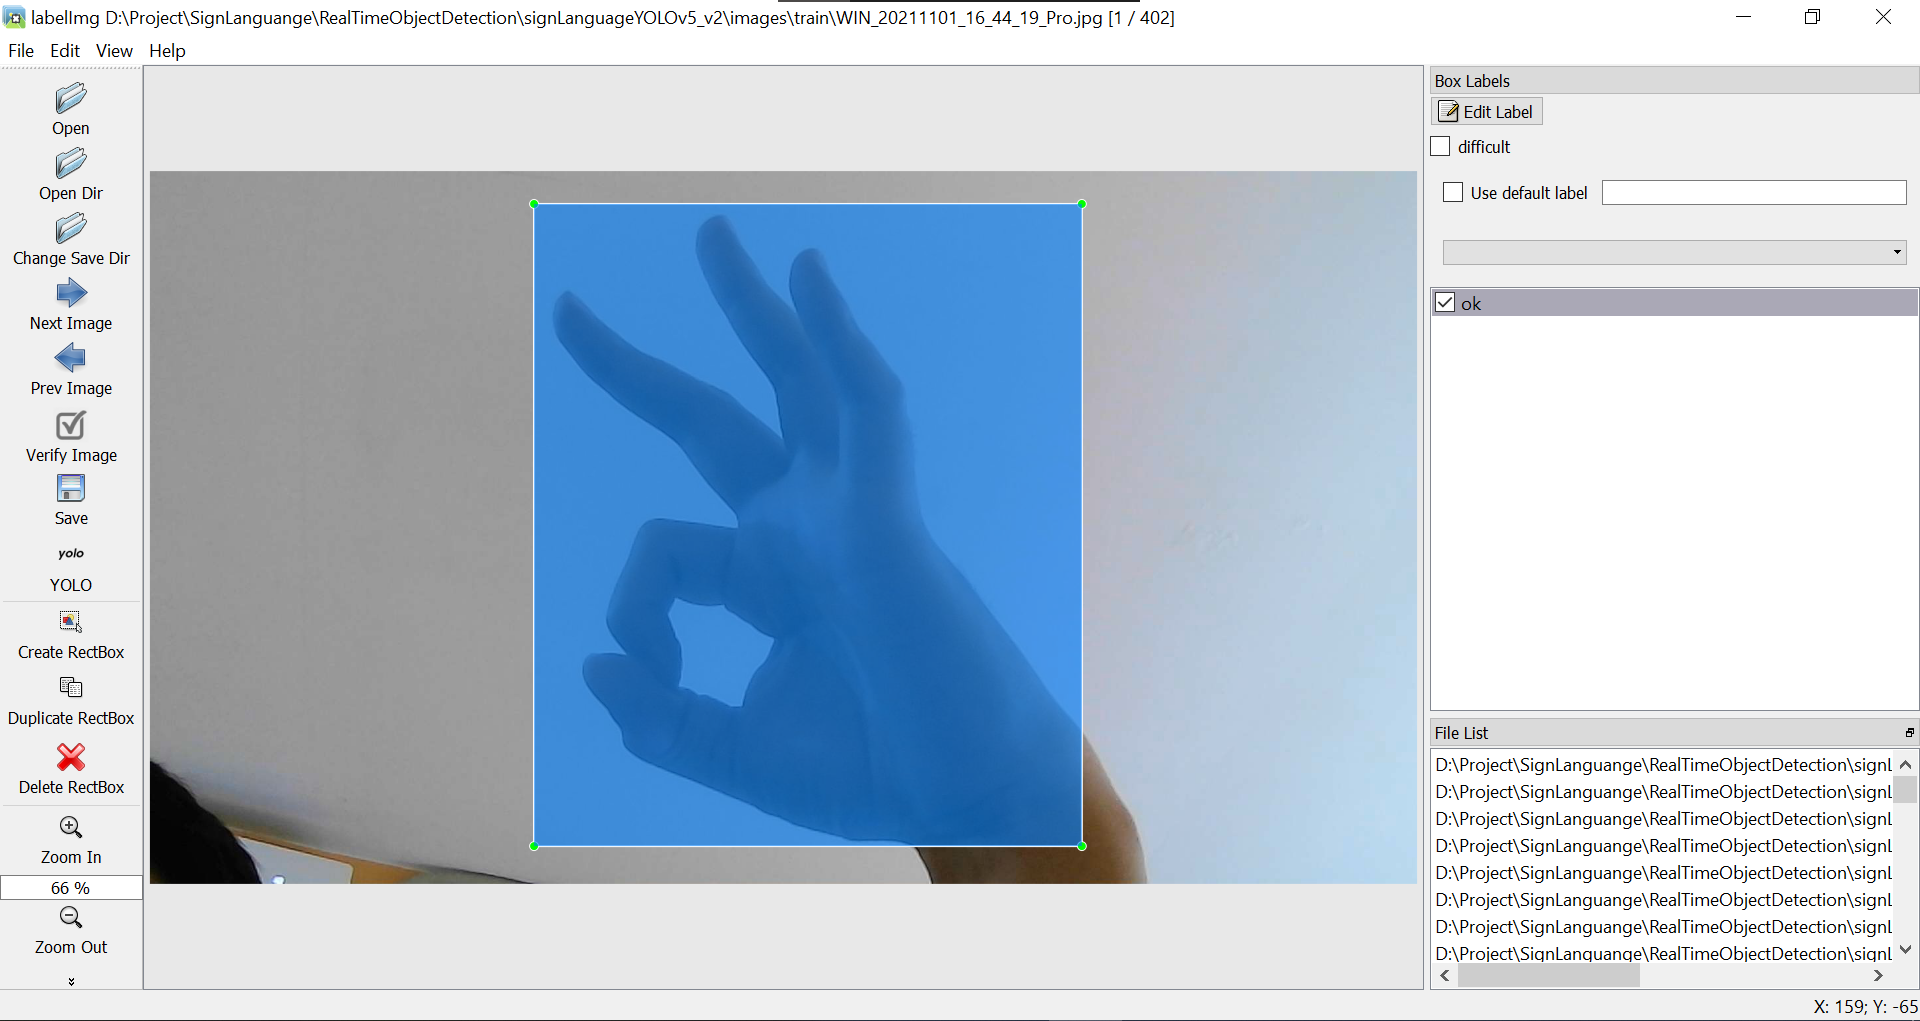 labelImg D:\Project\SignLanguange\RealTimeObjectDetection\signLanguageYOLOv5_v2\images\train\WIN_20211101_16_44_19_Pro.jpg [1 / 402]
File Edit View Help
Open
Open Dir
Change Save Dir
Next Image
Prev Image
Verify Image
Save
yolo
YOLO
Create RectBox
Duplicate RectBox
Delete RectBox
Zoom In
66 %
Zoom Out
Box Labels
Edit Label
difficult
Use default label
ok
File List
D:\Project\SignLanguange\RealTimeObjectDetection\signL
D:\Project\SignLanguange\RealTimeObjectDetection\signL
D:\Project\SignLanguange\RealTimeObjectDetection\signL
D:\Project\SignLanguange\RealTimeObjectDetection\signL
D:\Project\SignLanguange\RealTimeObjectDetection\signL
D:\Project\SignLanguange\RealTimeObjectDetection\signL
D:\Project\SignLanguange\RealTimeObjectDetection\signL
D:\Project\SignLanguange\RealTimeObjectDetection\signL
X: 159; Y: -65